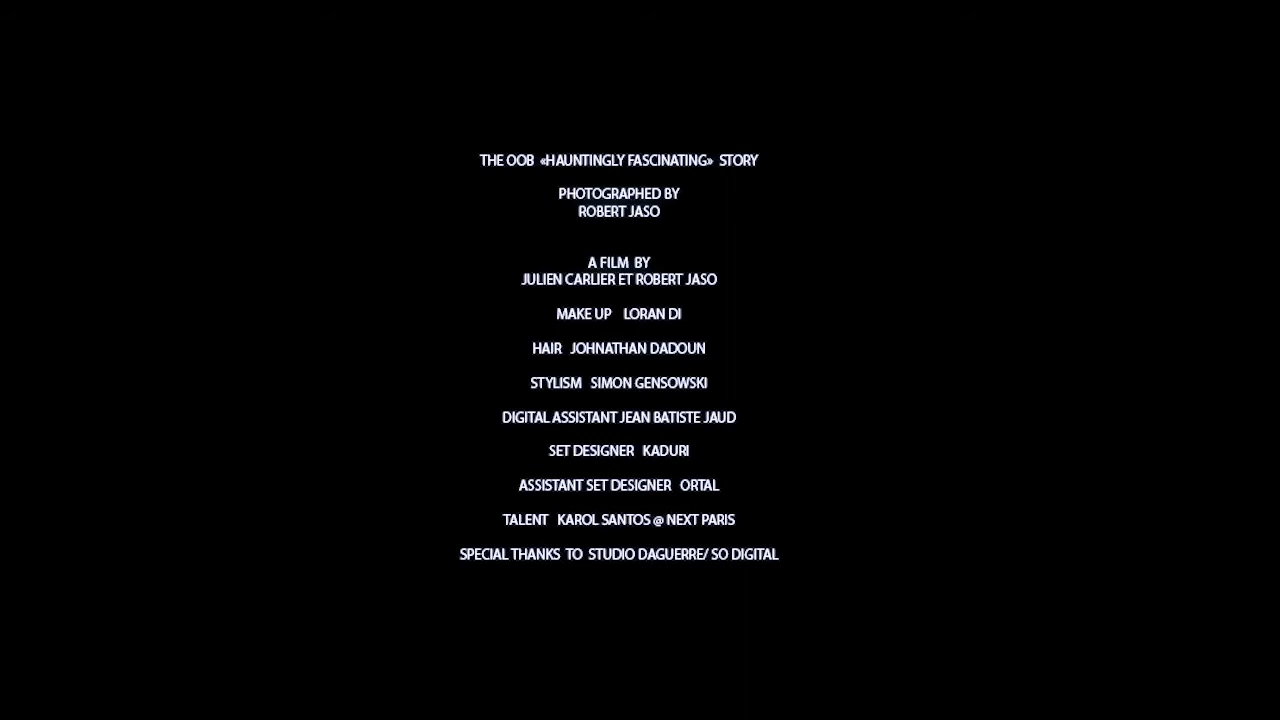 THE OOB «HAUNTINGLY FASCINATING» STORY
PHOTOGRAPHED BY
ROBERT JASO
A FILM BY
JULIEN CARLIER ET ROBERT JASO
MAKE UP LORAN DI
HAIR JOHNATHAN DADOUN
STYLISM SIMON GENSOWSKI
DIGITAL ASSISTANT JEAN BATISTE JAUD
SET DESIGNER KADURI
ASSISTANT SET DESIGNER ORTAL
TALENT KAROL SANTOS @ NEXT PARIS
SPECIAL THANKS TO STUDIO DAGUERRE/ SO DIGITAL